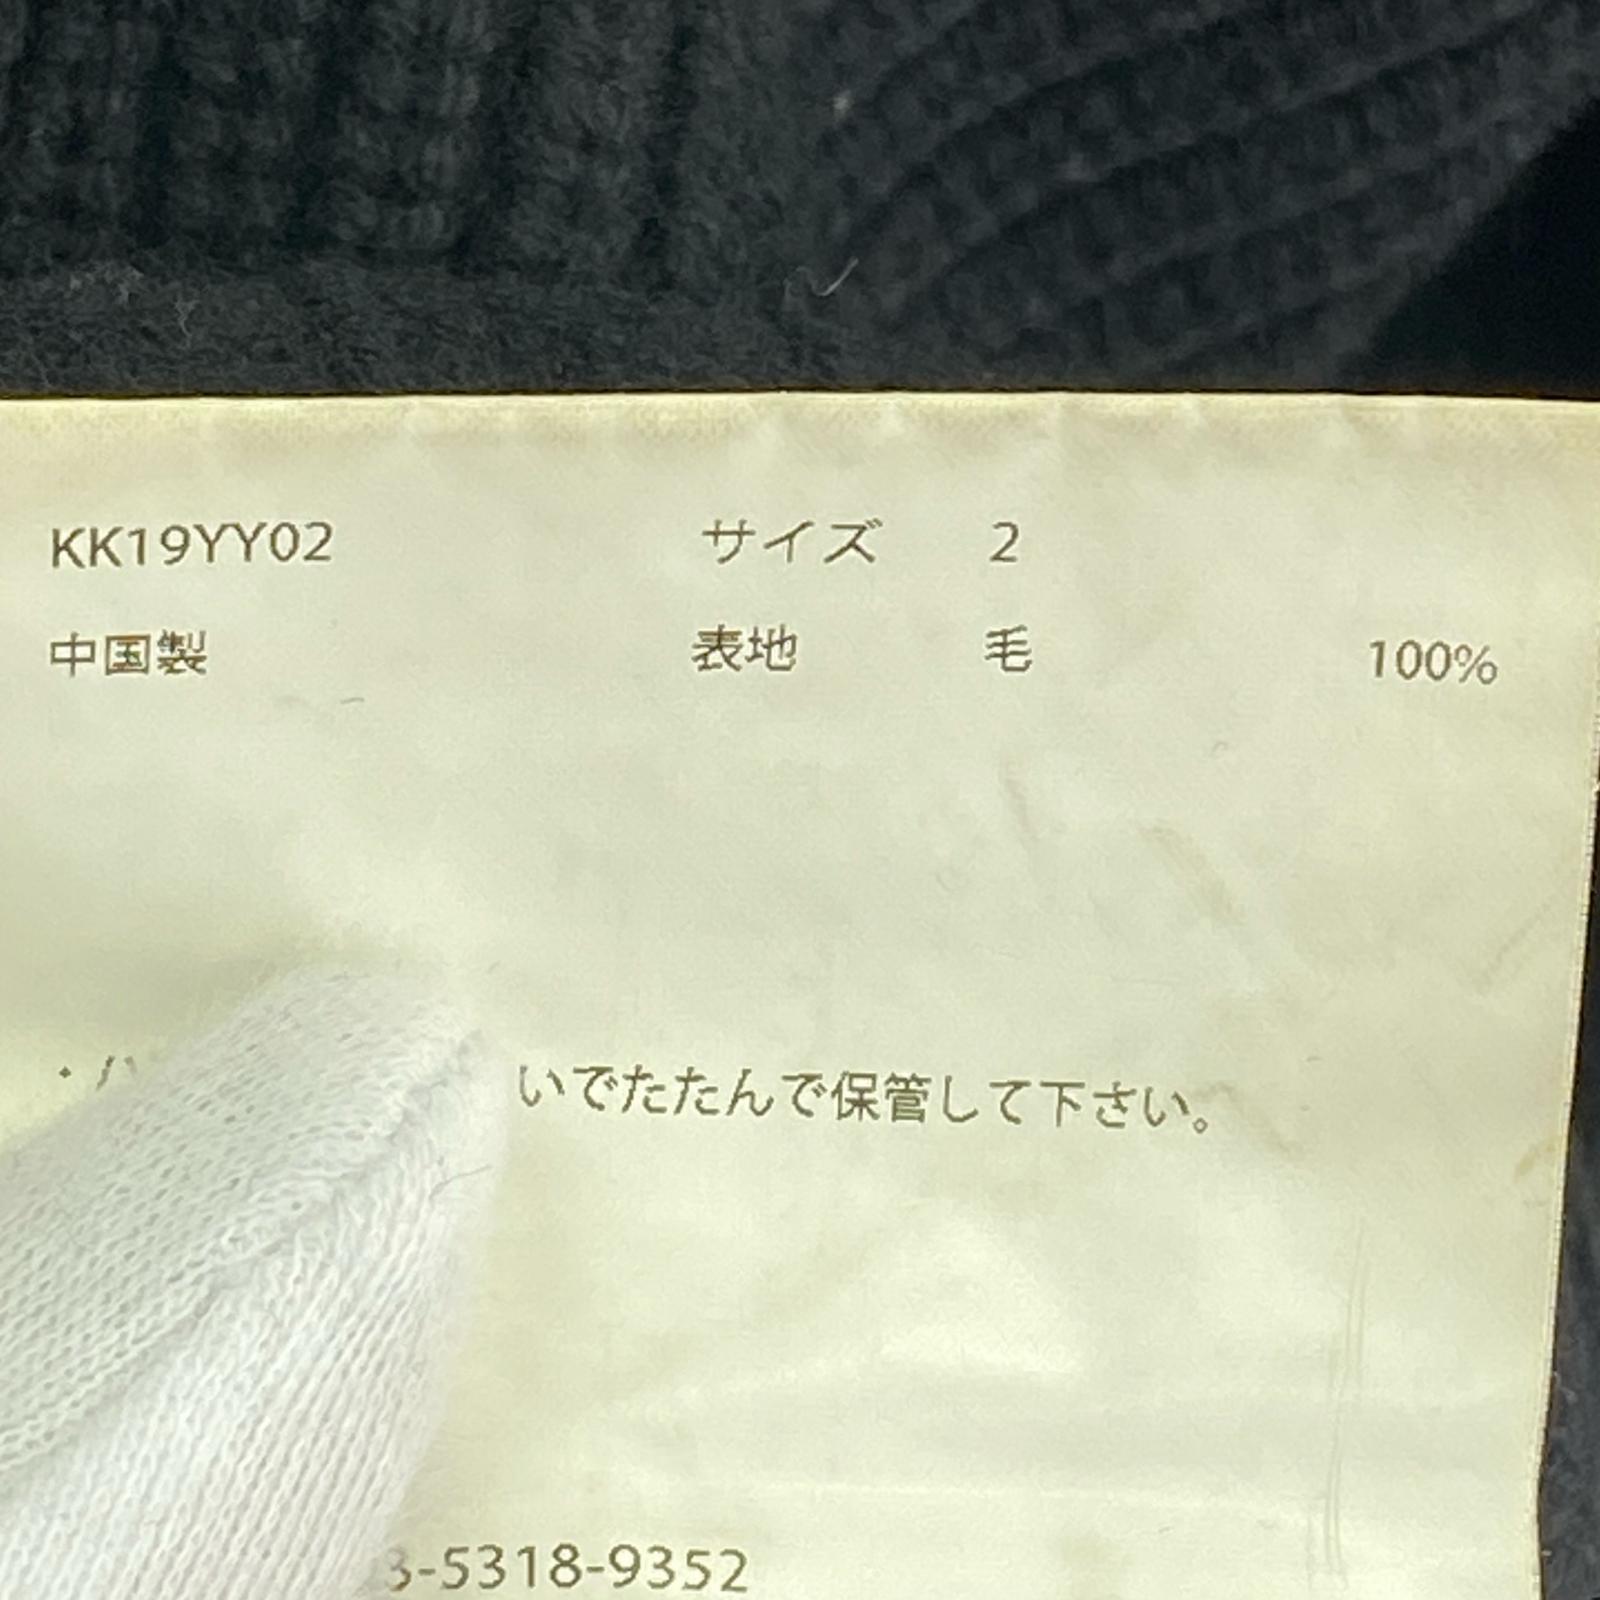 KK19YY02 サイズ 2
中国製 表地 毛 100%
・ハ いでたたんで保管して下さい。
3-5318-9352